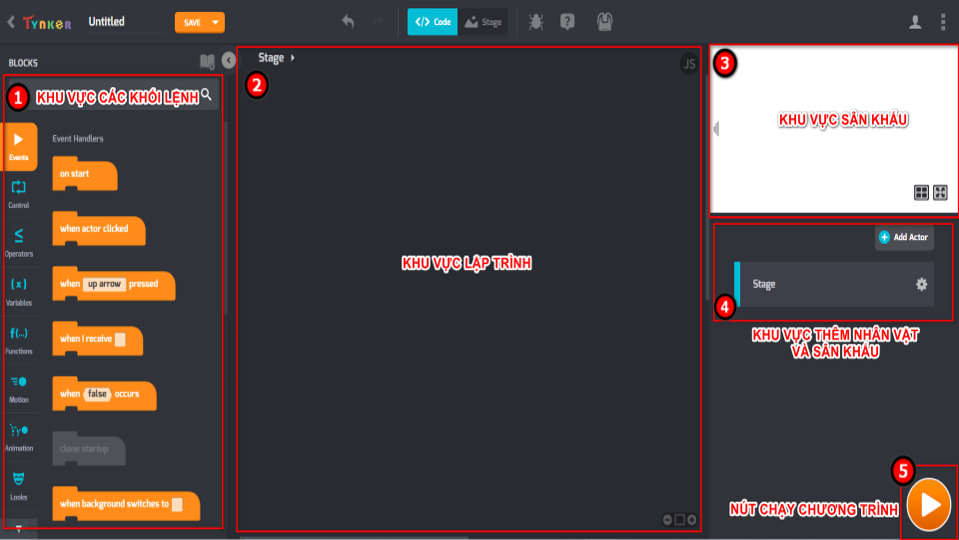 TYNKER
Untitled
SAVE
</> Code
Stage
BLOCKS
1
KHU VỰC CÁC KHỐI LỆNH
Events
Control
Operators
(x)
Variables
f(...)
Functions
Motion
Animation
Looks
Event Handlers
on start
when actor clicked
when up arrow pressed
when I receive
when false occurs
clone startup
when background switches to
Stage
2
JS
KHU VỰC LẬP TRÌNH
3
KHU VỰC SÂN KHẤU
Add Actor
Stage
4
KHU VỰC THÊM NHÂN VẬT
VÀ SÂN KHẤU
5
NÚT CHẠY CHƯƠNG TRÌNH